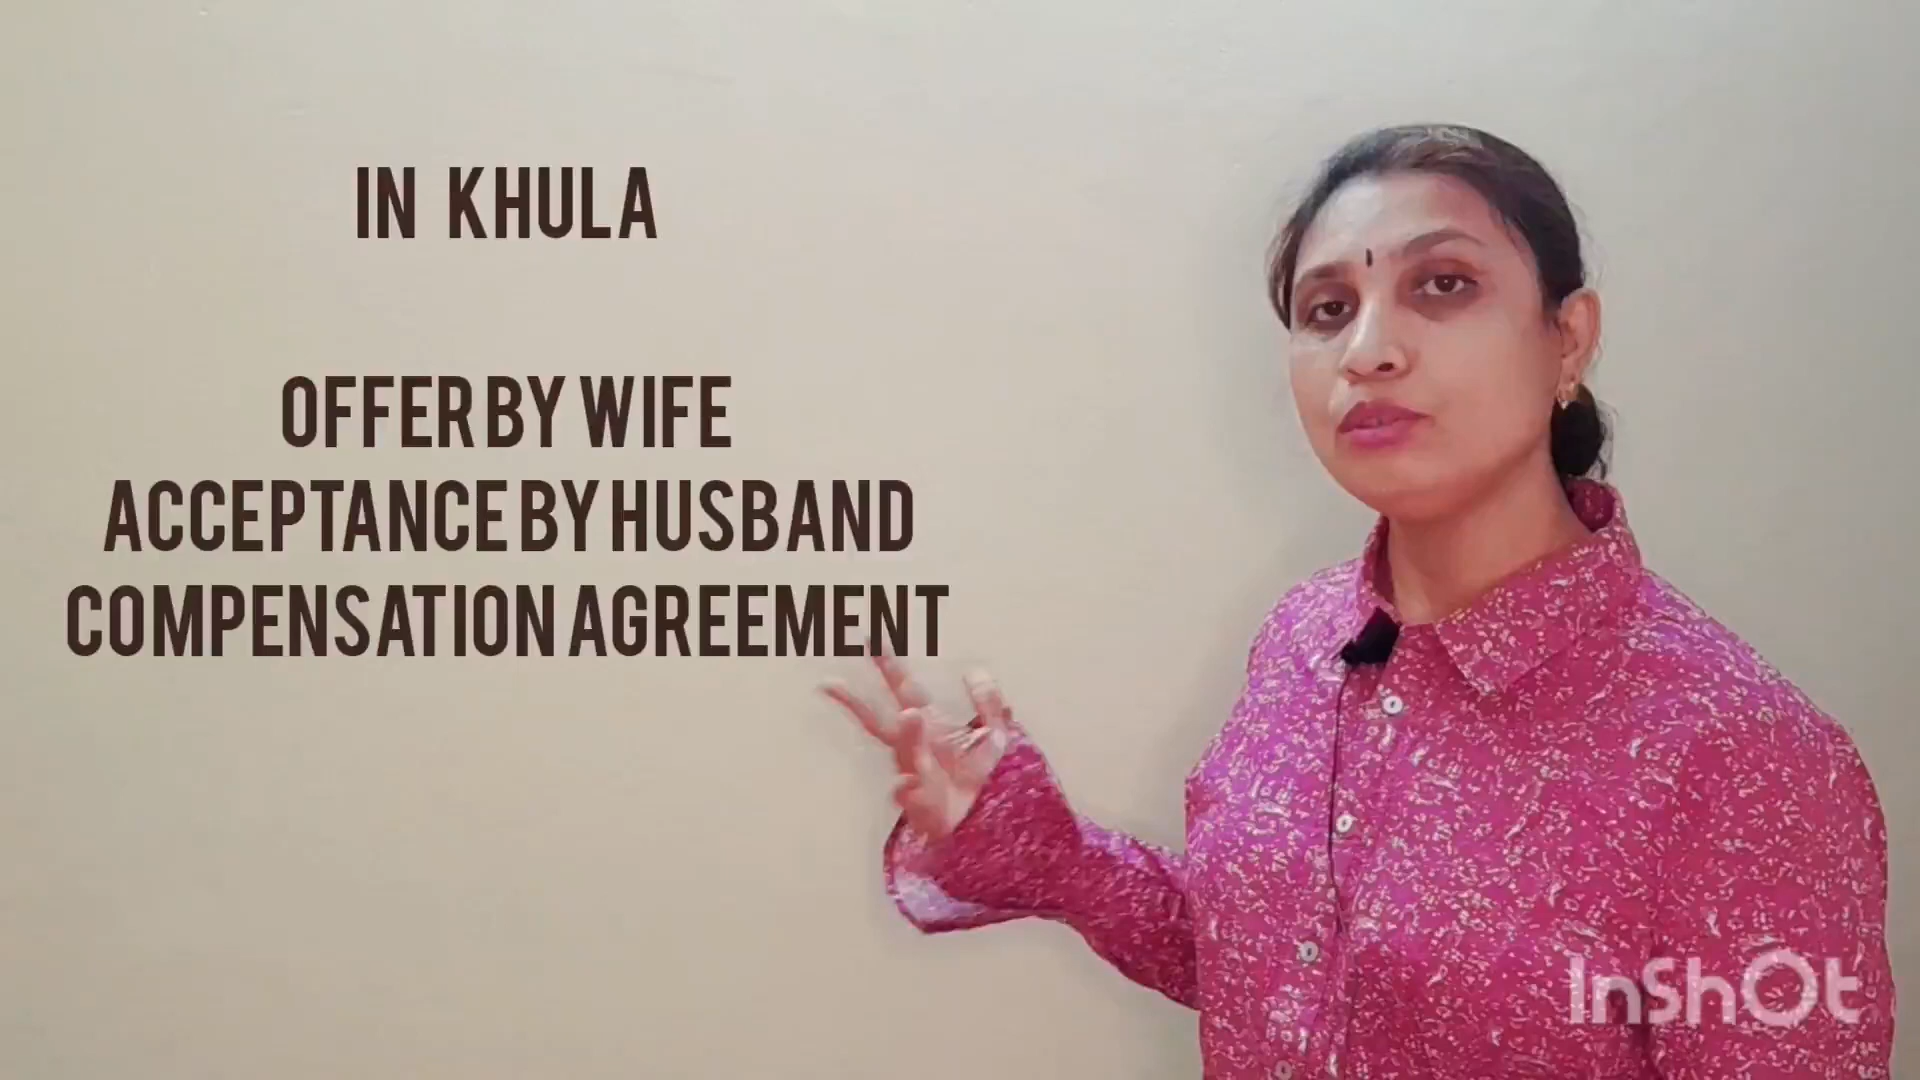 IN KHULA
OFFER BY WIFE
ACCEPTANCE BY HUSBAND
COMPENSATION AGREEMENT
InShOt